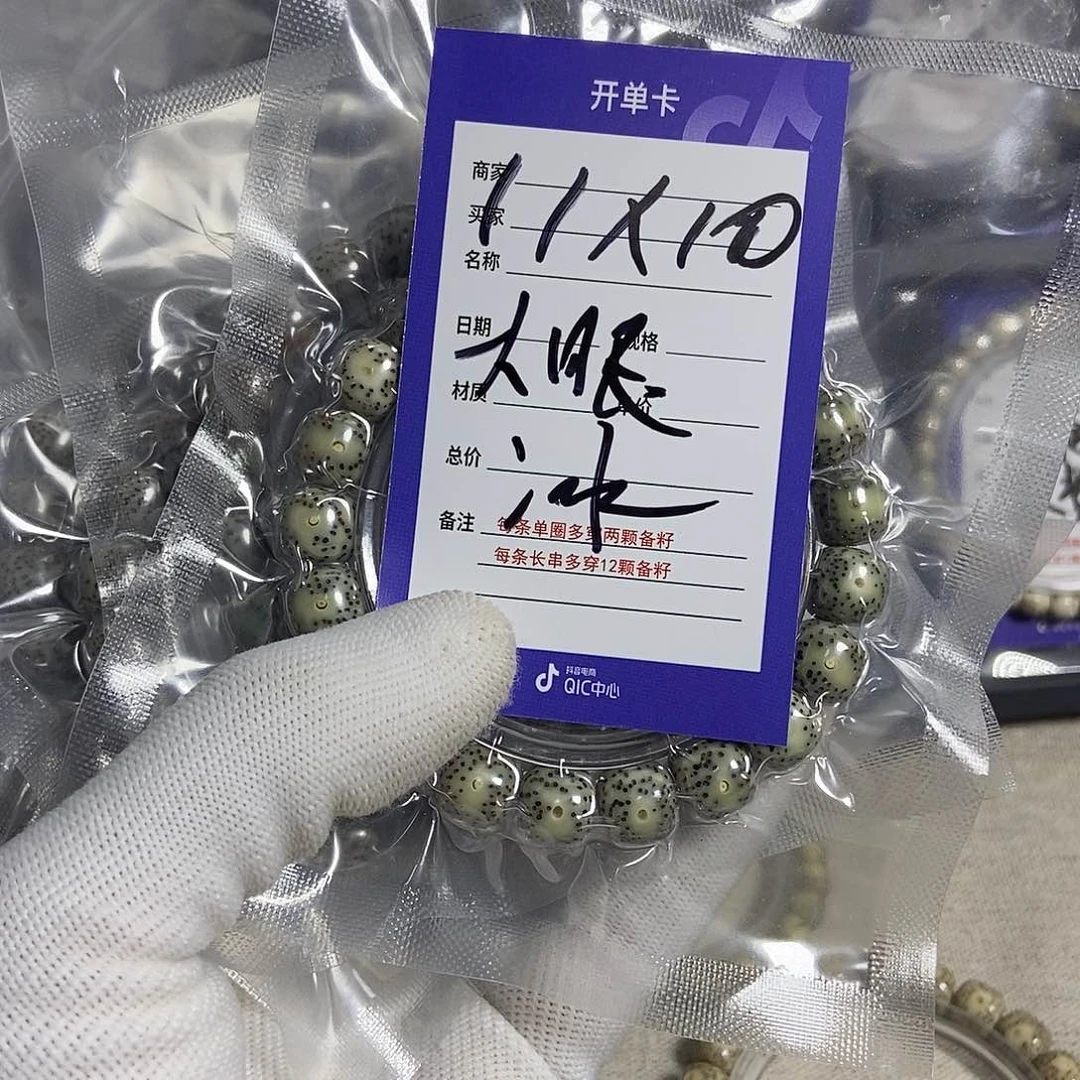 开单卡
商家
11X10
买家
名称
日期 规格
大眼
材质 单价
总价
冰
备注 每条单圈多穿两颗备籽
每条长串多穿12颗备籽
抖音电商
QIC中心